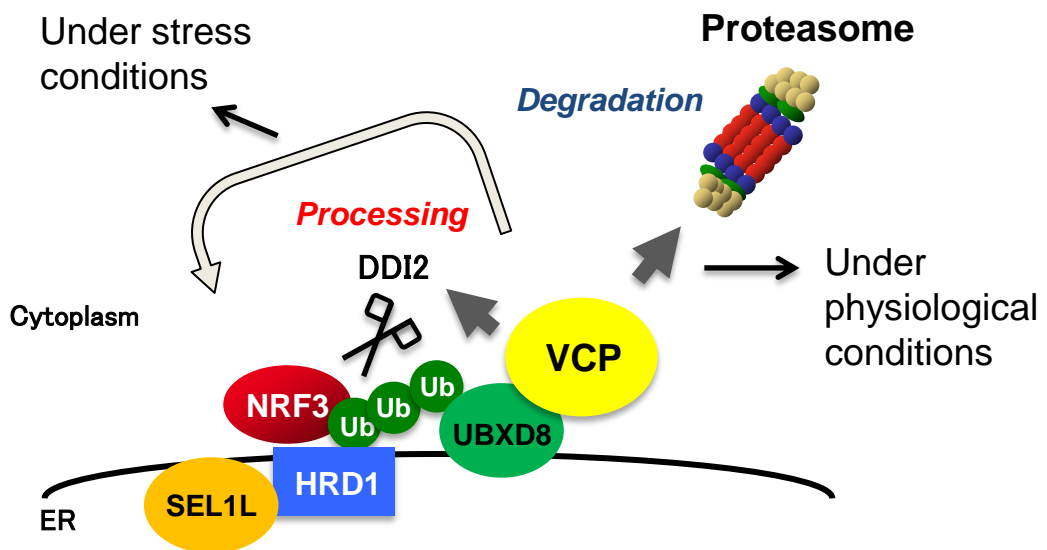 Under stress
conditions
Proteasome
Degradation
Processing
DDI2
Under
physiological
conditions
Cytoplasm
VCP
NRF3
Ub
Ub
Ub
UBXD8
HRD1
SEL1L
ER